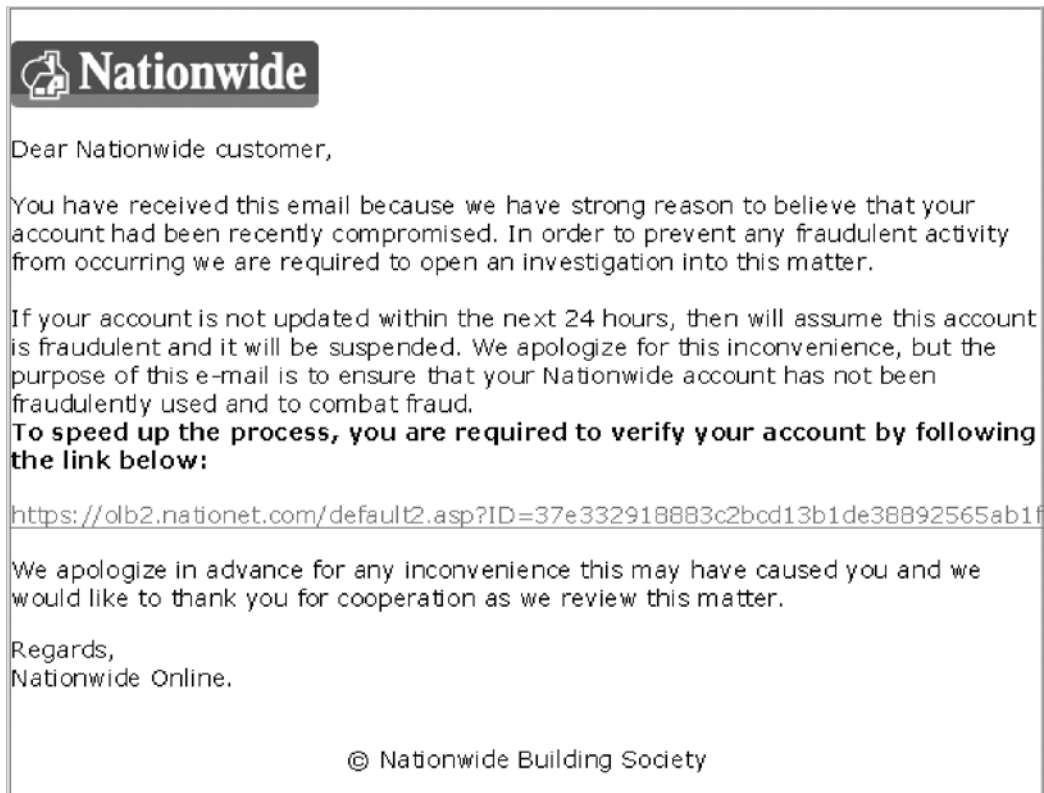 Nationwide
Dear Nationwide customer,
You have received this email because we have strong reason to believe that your
account had been recently compromised. In order to prevent any fraudulent activity
from occurring we are required to open an investigation into this matter.
If your account is not updated within the next 24 hours, then will assume this account
is fraudulent and it will be suspended. We apologize for this inconvenience, but the
purpose of this e-mail is to ensure that your Nationwide account has not been
fraudulently used and to combat fraud.
To speed up the process, you are required to verify your account by following
the link below:
https://olb2.nationet.com/default2.asp?ID=37e332918883c2bcd13b1de38892565ab1f
We apologize in advance for any inconvenience this may have caused you and we
would like to thank you for cooperation as we review this matter.
Regards,
Nationwide Online.
© Nationwide Building Society